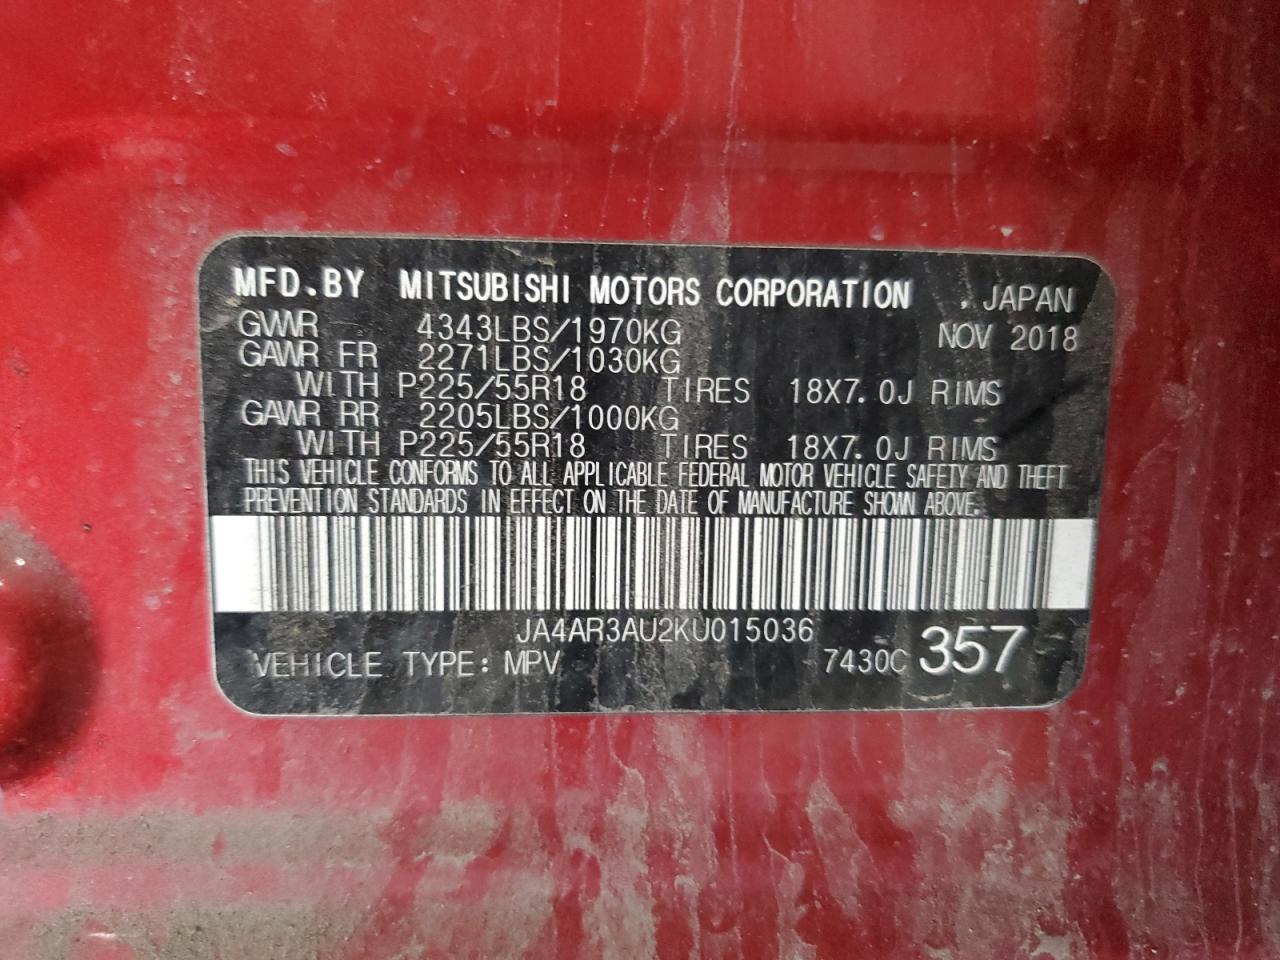 MFD.BY MITSUBISHI MOTORS CORPORATION , JAPAN
GVWR 4343LBS/1970KG NOV 2018
GAWR FR 2271LBS/1030KG
WITH P225/55R18 TIRES 18X7.0J RIMS
GAWR RR 2205LBS/1000KG
WITH P225/55R18 TIRES 18X7.0J RIMS
THIS VEHICLE CONFORMS TO ALL APPLICABLE FEDERAL MOTOR VEHICLE SAFETY AND THEFT
PREVENTION STANDARDS IN EFFECT ON THE DATE OF MANUFACTURE SHOWN ABOVE.
JA4AR3AU2KU015036
VEHICLE TYPE: MPV 7430C 357